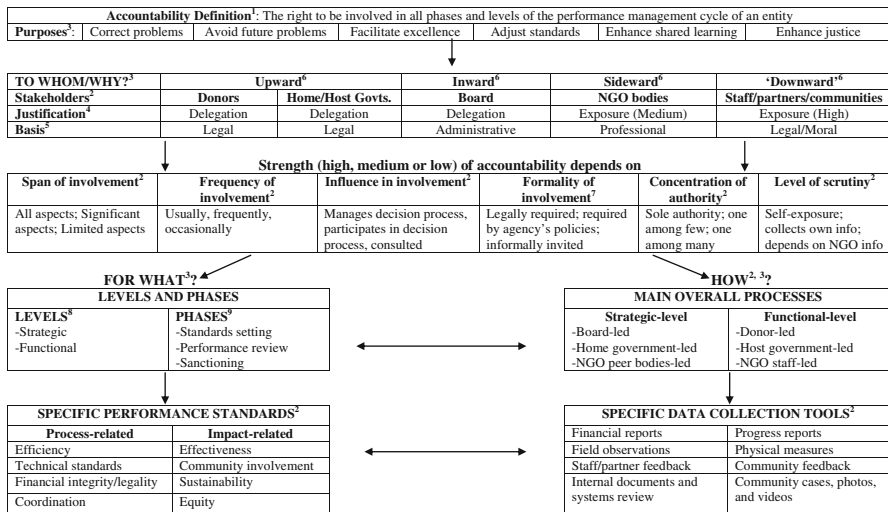 Accountability Definition¹: The right to be involved in all phases and levels of the performance management cycle of an entity
Purposes³: Correct problems Avoid future problems Facilitate excellence Adjust standards Enhance shared learning Enhance justice
TO WHOM/WHY?³ Upward⁶ Inward⁶ Sideward⁶ ‘Downward’⁶
Stakeholders² Donors Home/Host Govts. Board NGO bodies Staff/partners/communities
Justification⁴ Delegation Delegation Delegation Exposure (Medium) Exposure (High)
Basis⁵ Legal Legal Administrative Professional Legal/Moral
Strength (high, medium or low) of accountability depends on
Span of involvement² Frequency of Influence in involvement² Formality of Concentration of Level of scrutiny²
involvement² involvement⁷ authority²
All aspects; Significant Usually, frequently, Manages decision process, Legally required; required Sole authority; one Self-exposure;
aspects; Limited aspects occasionally participates in decision by agency’s policies; among few; one collects own info;
process, consulted informally invited among many depends on NGO info
FOR WHAT³? HOW², ³?
LEVELS AND PHASES MAIN OVERALL PROCESSES
LEVELS⁸ PHASES⁹ Strategic-level Functional-level
-Strategic -Standards setting -Board-led -Donor-led
-Functional -Performance review -Home government-led -Host government-led
-Sanctioning -NGO peer bodies-led -NGO staff-led
SPECIFIC PERFORMANCE STANDARDS² SPECIFIC DATA COLLECTION TOOLS²
Process-related Impact-related Financial reports Progress reports
Efficiency Effectiveness Field observations Physical measures
Technical standards Community involvement Staff/partner feedback Community feedback
Financial integrity/legality Sustainability Internal documents and Community cases, photos,
Coordination Equity systems review and videos